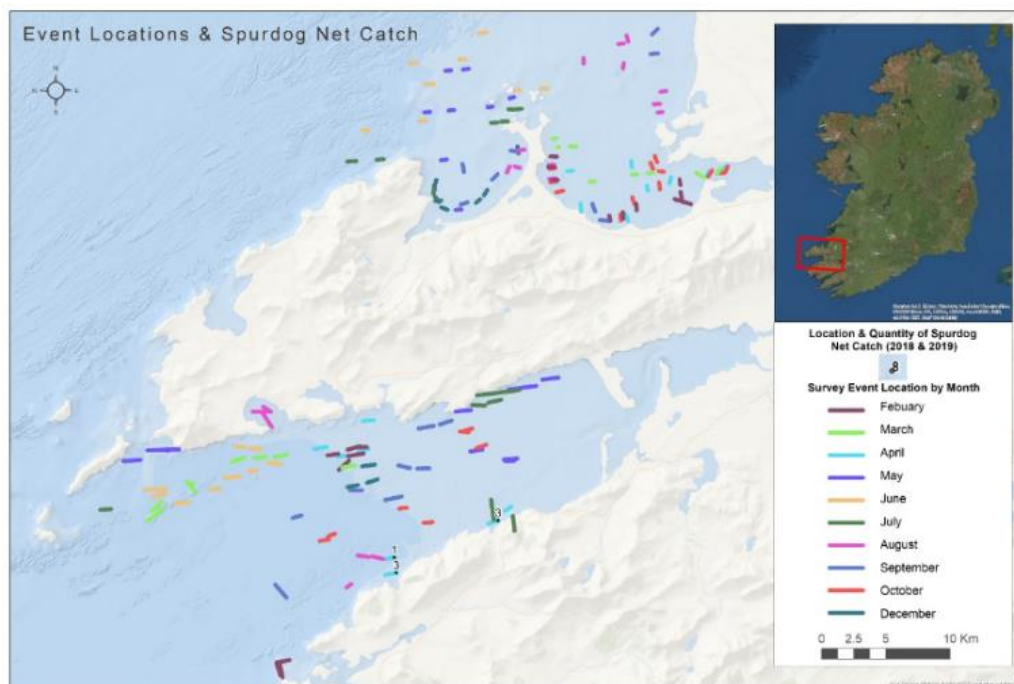 Event Locations & Spurdog Net Catch
N
Location & Quantity of Spurdog
Net Catch (2018 & 2019)
3
Survey Event Location by Month
Febuary
March
April
May
June
July
August
September
October
December
0 2.5 5 10 Km
3
1
3